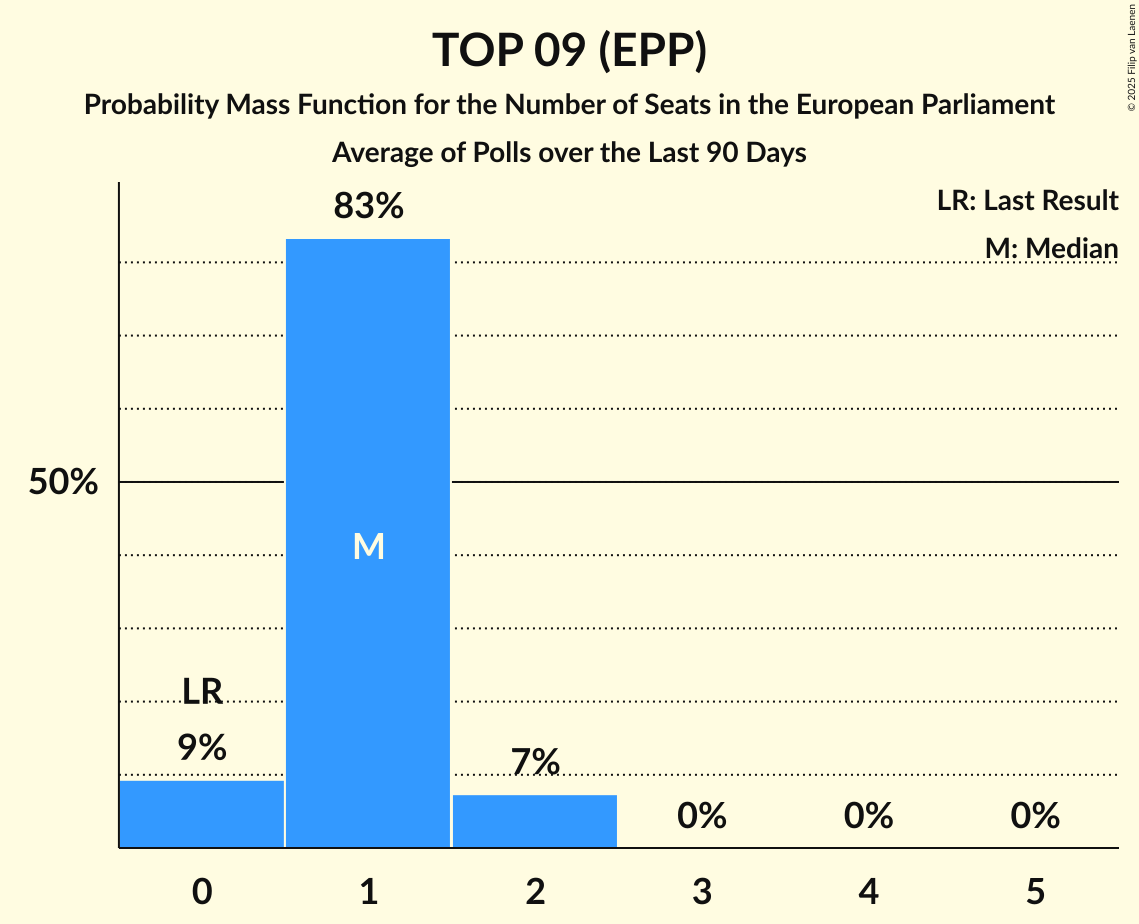 TOP 09 (EPP)
Probability Mass Function for the Number of Seats in the European Parliament
Average of Polls over the Last 90 Days
© 2025 Filip van Laenen
LR: Last Result
M: Median
83%
50%
M
LR
9%
7%
0%
0%
0%
0
1
2
3
4
5